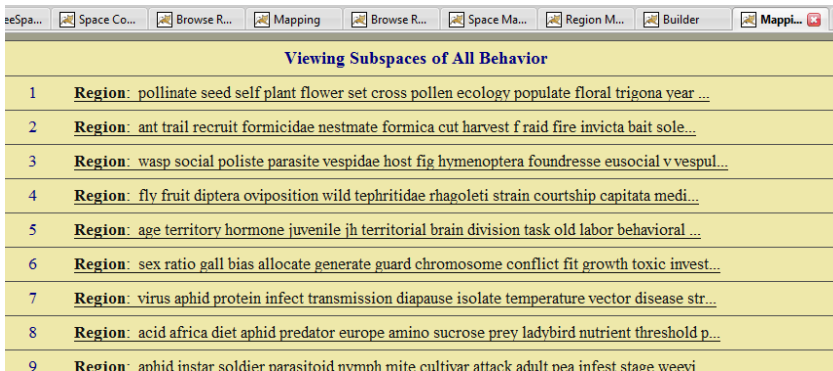 eeSpa... Space Co... Browse R... Mapping Browse R... Space Ma... Region M... Builder Mappi...
Viewing Subspaces of All Behavior
1 Region: pollinate seed self plant flower set cross pollen ecology populate floral trigona year ...
2 Region: ant trail recruit formicidae nestmate formica cut harvest f raid fire invicta bait sole...
3 Region: wasp social poliste parasite vespidae host fig hymenoptera foundresse eusocial v vespul...
4 Region: fly fruit diptera oviposition wild tephritidae rhagoleti strain courtship capitata medi...
5 Region: age territory hormone juvenile jh territorial brain division task old labor behavioral ...
6 Region: sex ratio gall bias allocate generate guard chromosome conflict fit growth toxic invest...
7 Region: virus aphid protein infect transmission diapause isolate temperature vector disease str...
8 Region: acid africa diet aphid predator europe amino sucrose prey ladybird nutrient threshold p...
9 Region: aphid instar soldier parasitoid nymph mite cultivar attack adult pea infest stage weevi